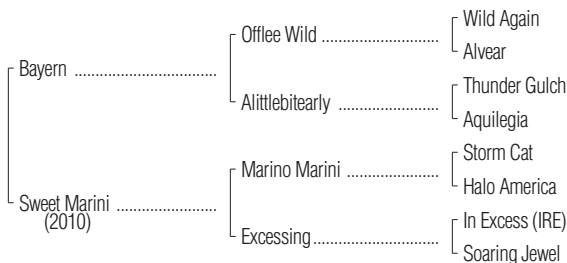 Wild Again
Offlee Wild ........................
Alvear
Bayern ............................
Thunder Gulch
Alittlebitearly ....................
Aquilegia
Storm Cat
Marino Marini ....................
Halo America
Sweet Marini ....................
(2010)
In Excess (IRE)
Excessing..........................
Soaring Jewel